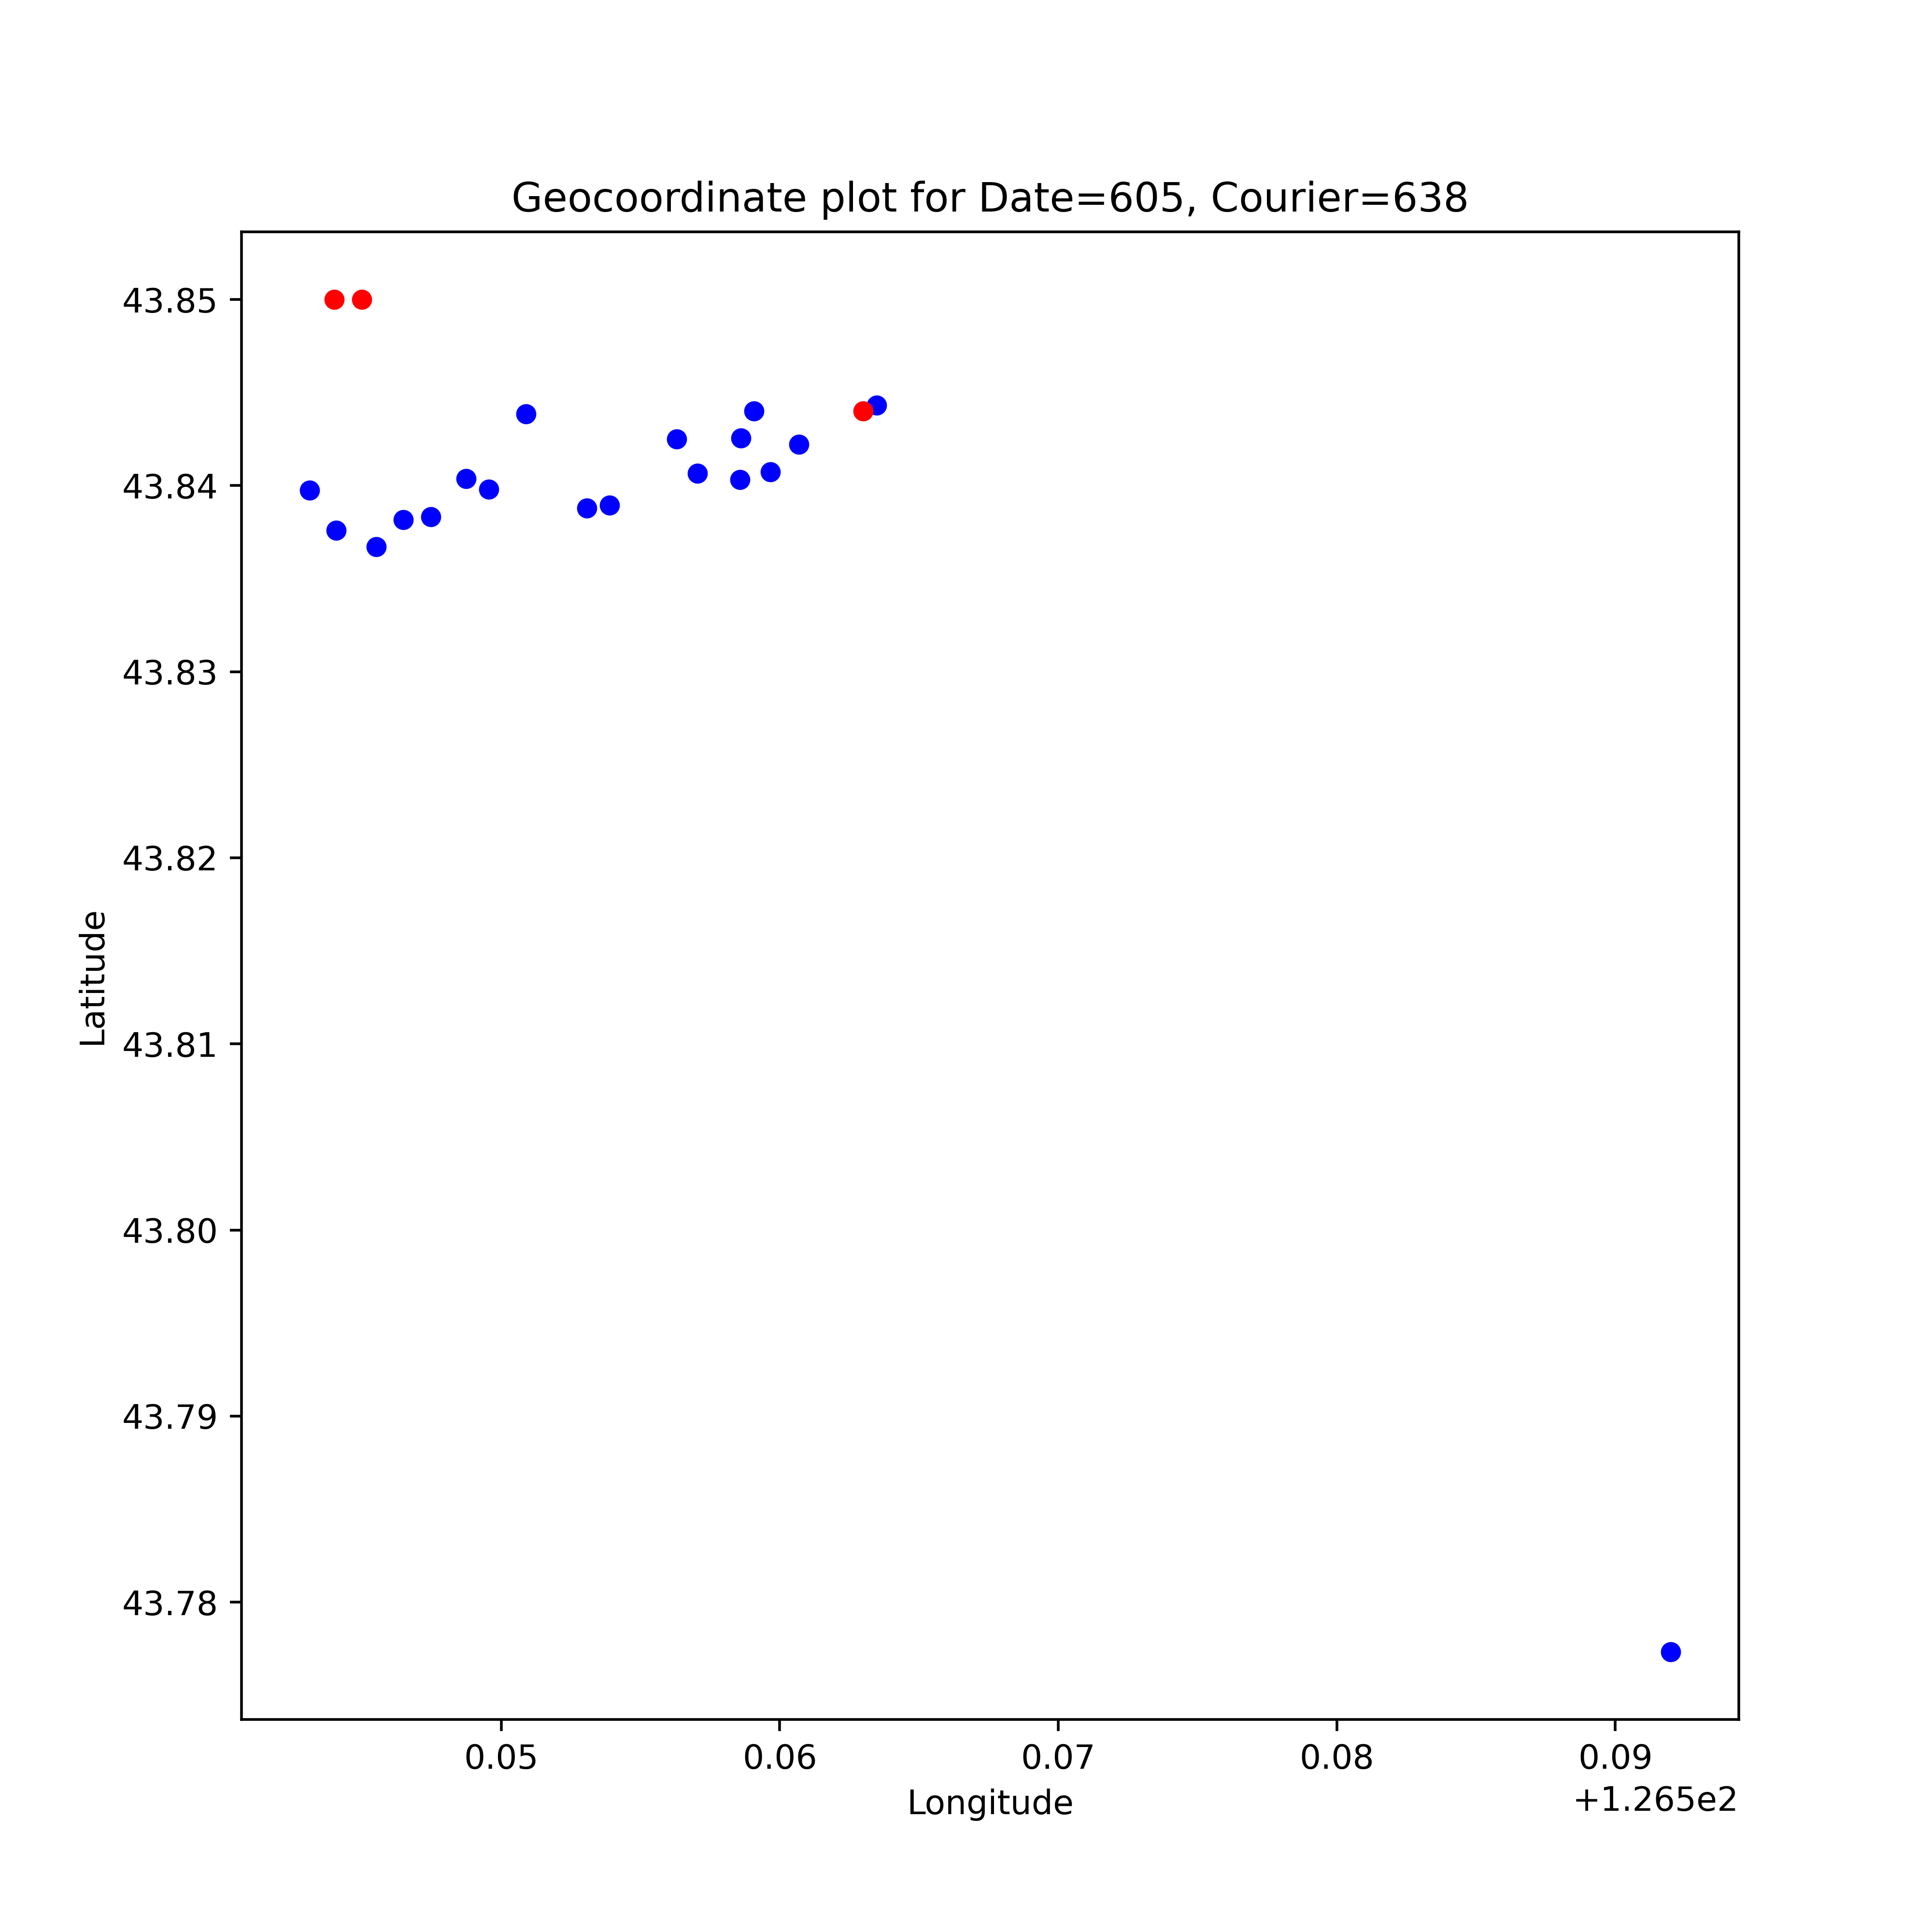 Geocoordinate plot for Date=605, Courier=638
43.85
43.84
43.83
43.82
43.81
43.80
43.79
43.78
Latitude
0.05 0.06 0.07 0.08 0.09
+1.265e2
Longitude